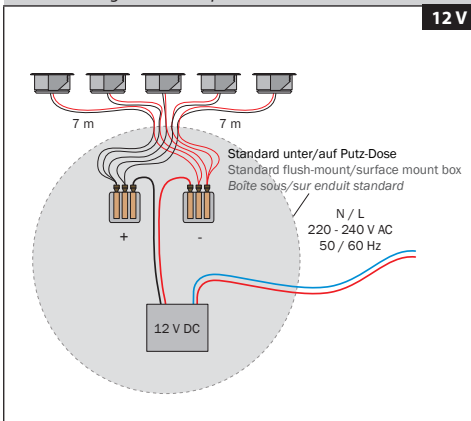 12 V
7 m
7 m
Standard unter/auf Putz-Dose
Standard flush-mount/surface mount box
Boîte sous/sur enduit standard
N / L
220 - 240 V AC
50 / 60 Hz
+
-
12 V DC